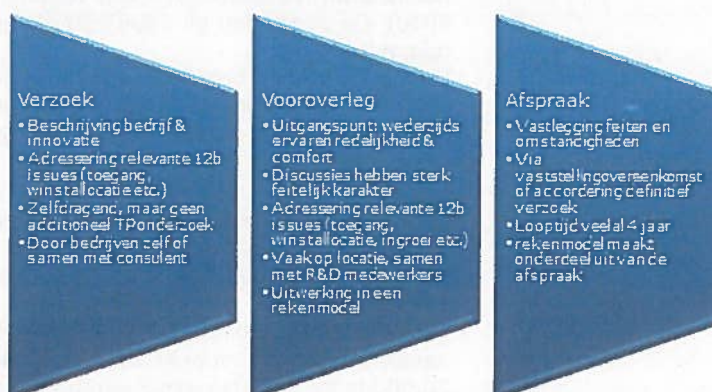 Verzoek
• Beschrijving bedrijf &
innovatie
• Adressering relevante 12b
issues (toegang,
winstallocatie etc.)
• Zelfdragend, maar geen
additioneel TPonderzoek
• Door bedrijven zelf of
samen met consulent
Vooroverleg
• Uitgangspunt: wederzijds
ervaren redelijkheid &
comfort
• Discussies hebben sterk
feitelijk karakter
• Adressering relevante 12b
issues (toegang,
winstallocatie, ingroei etc.)
• Vaak op locatie, samen
met R&D medewerkers
• Uitwerking in een
rekenmodel
Afspraak
• Vastlegging feiten en
omstandigheden
• Via
vaststellingovereenkomst
of accordering definitief
verzoek
• Looptijd veelal 4 jaar
• rekenmodel maakt
onderdeel uit van de
afspraak